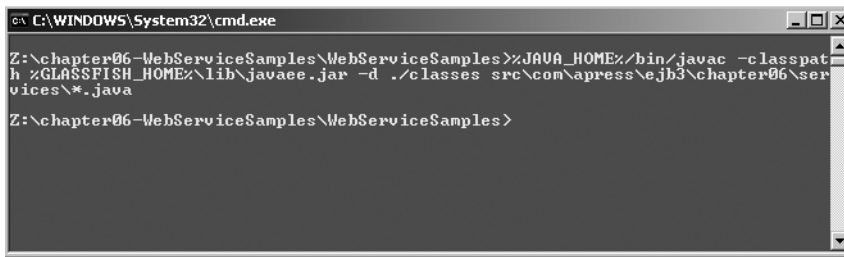 C:\WINDOWS\System32\cmd.exe
Z:\chapter06-WebServiceSamples\WebServiceSamples>%JAVA_HOME%/bin/javac -classpat
h %GLASSFISH_HOME%\lib\javaee.jar -d ./classes src\com\apress\ejb3\chapter06\ser
vices\*.java
Z:\chapter06-WebServiceSamples\WebServiceSamples>